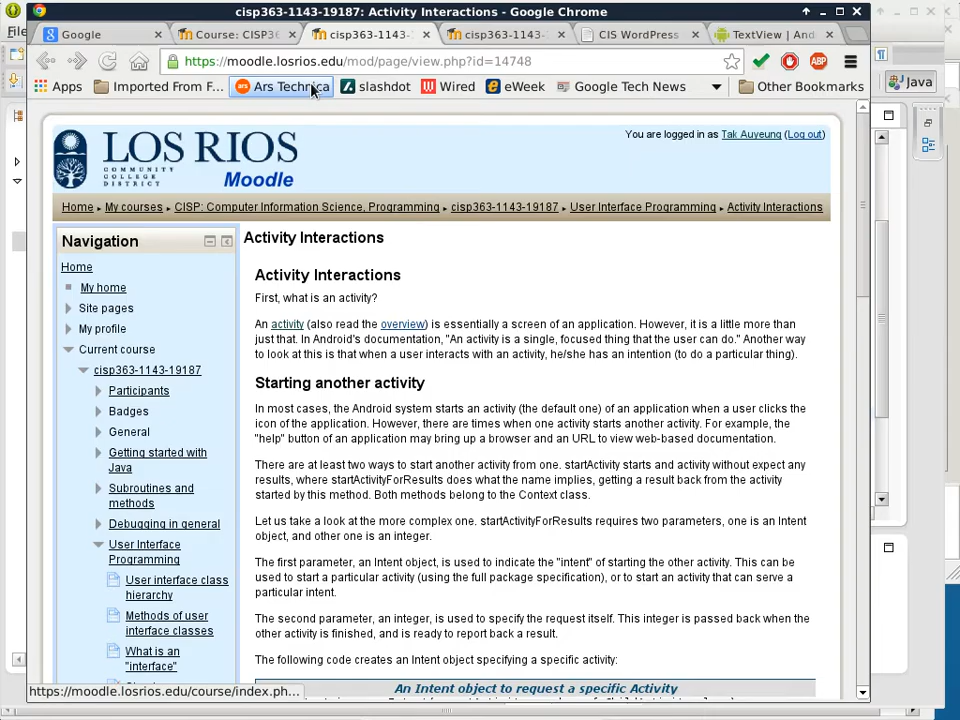 cisp363-1143-19187: Activity Interactions - Google Chrome
Google
Course: CISP3
cisp363-1143-
cisp363-1143-
CIS WordPress
TextView | And
https://moodle.losrios.edu/mod/page/view.php?id=14748
ABP
Apps
Imported From F...
ars
Ars Technica
slashdot
Wired
eWeek
Google Tech News
Other Bookmarks
File
Java
LOS RIOS
COMMUNITY COLLEGE DISTRICT
Moodle
You are logged in as Tak Auyeung (Log out)
Home ▸ My courses ▸ CISP: Computer Information Science, Programming ▸ cisp363-1143-19187 ▸ User Interface Programming ▸ Activity Interactions
Navigation
Home
My home
Site pages
My profile
Current course
cisp363-1143-19187
Participants
Badges
General
Getting started with
Java
Subroutines and
methods
Debugging in general
User Interface
Programming
User interface class
hierarchy
Methods of user
interface classes
What is an
"interface"
Activity Interactions
Activity Interactions
First, what is an activity?
An activity (also read the overview) is essentially a screen of an application. However, it is a little more than
just that. In Android's documentation, "An activity is a single, focused thing that the user can do." Another way
to look at this is that when a user interacts with an activity, he/she has an intention (to do a particular thing).
Starting another activity
In most cases, the Android system starts an activity (the default one) of an application when a user clicks the
icon of the application. However, there are times when one activity starts another activity. For example, the
"help" button of an application may bring up a browser and an URL to view web-based documentation.
There are at least two ways to start another activity from one. startActivity starts and activity without expect any
results, where startActivityForResults does what the name implies, getting a result back from the activity
started by this method. Both methods belong to the Context class.
Let us take a look at the more complex one. startActivityForResults requires two parameters, one is an Intent
object, and other one is an integer.
The first parameter, an Intent object, is used to indicate the "intent" of starting the other activity. This can be
used to start a particular activity (using the full package specification), or to start an activity that can serve a
particular intent.
The second parameter, an integer, is used to specify the request itself. This integer is passed back when the
other activity is finished, and is ready to report back a result.
The following code creates an Intent object specifying a specific activity:
An Intent object to request a specific Activity
https://moodle.losrios.edu/course/index.ph...